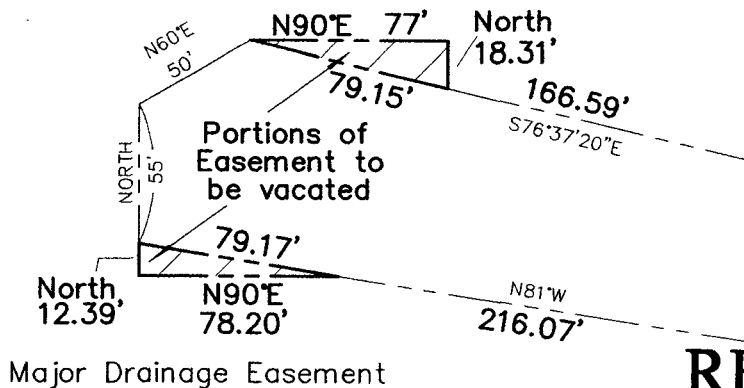 N90°E 77'
North
18.31'
N60°E
50'
79.15'
166.59'
S76°37'20"E
Portions of
Easement to
be vacated
NORTH
55'
79.17'
North
12.39'
N90°E
78.20'
N81°W
216.07'
Major Drainage Easement